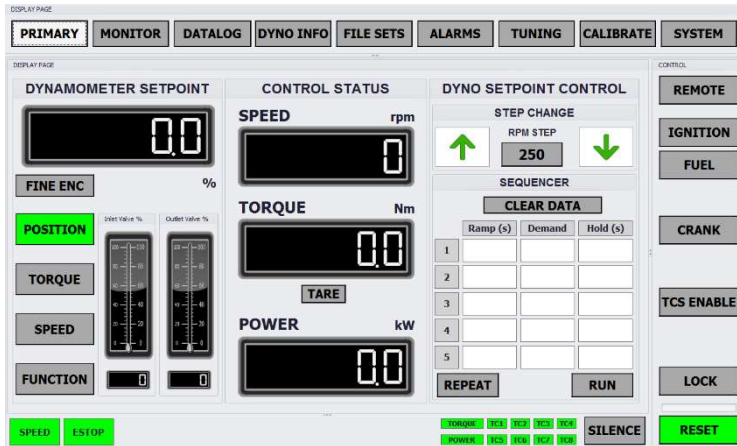 DISPLAY PAGE
PRIMARY MONITOR DATALOG DYNO INFO FILE SETS ALARMS TUNING CALIBRATE SYSTEM
DISPLAY PAGE
CONTROL
DYNAMOMETER SETPOINT
0.0
FINE ENC
%
POSITION
TORQUE
SPEED
FUNCTION
Inlet Valve %
Outlet Valve %
0
0
CONTROL STATUS
SPEED rpm
0
TORQUE Nm
0.0
TARE
POWER kW
0.0
DYNO SETPOINT CONTROL
STEP CHANGE
RPM STEP
250
SEQUENCER
CLEAR DATA
Ramp (s) Demand Hold (s)
1
2
3
4
5
REPEAT RUN
REMOTE
IGNITION
FUEL
CRANK
TCS ENABLE
LOCK
RESET
SPEED ESTOP
TORQUE TC1 TC2 TC3 TC4
POWER TC5 TC6 TC7 TC8
SILENCE